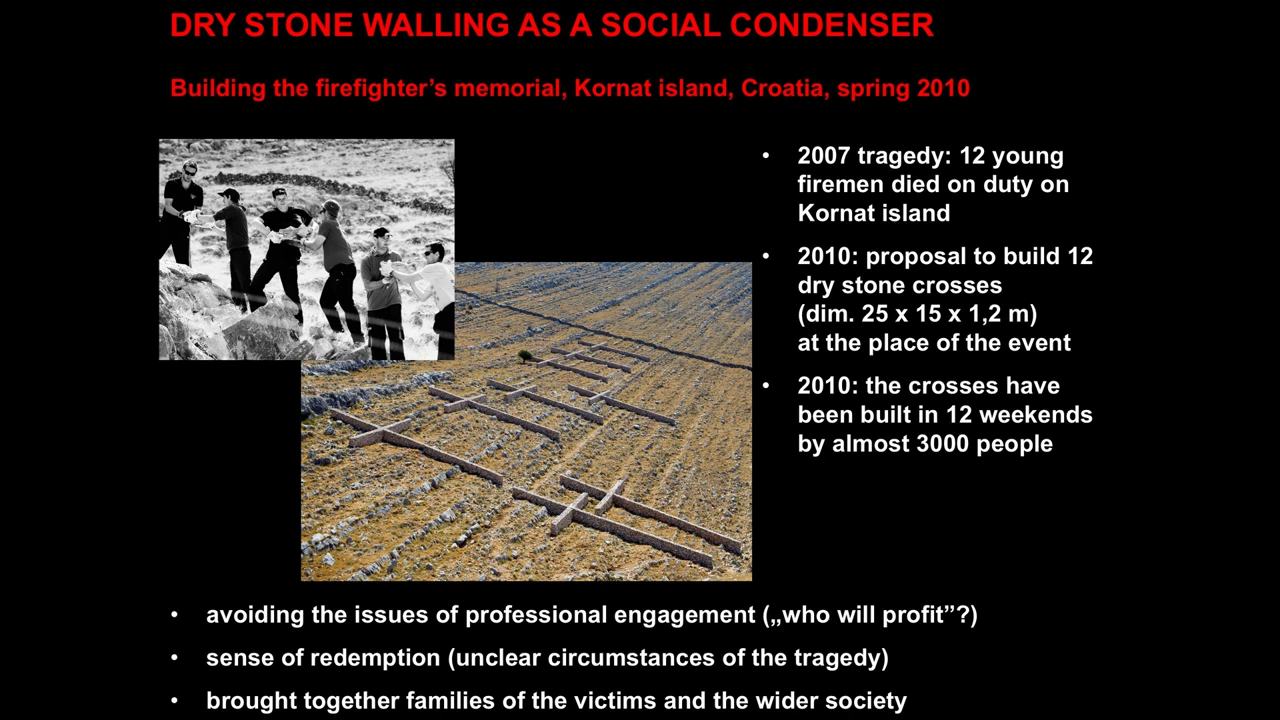 DRY STONE WALLING AS A SOCIAL CONDENSER
Building the firefighter’s memorial, Kornat island, Croatia, spring 2010
• 2007 tragedy: 12 young
firemen died on duty on
Kornat island
• 2010: proposal to build 12
dry stone crosses
(dim. 25 x 15 x 1,2 m)
at the place of the event
• 2010: the crosses have
been built in 12 weekends
by almost 3000 people
• avoiding the issues of professional engagement („who will profit”?)
• sense of redemption (unclear circumstances of the tragedy)
• brought together families of the victims and the wider society